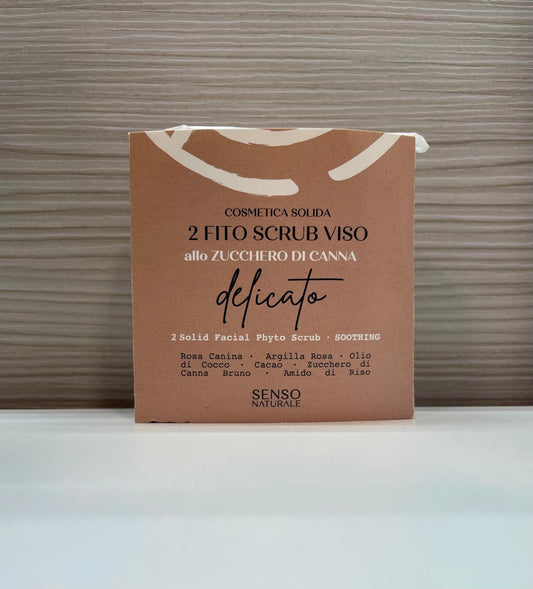 COSMETICA SOLIDA
2 FITO SCRUB VISO
allo ZUCCHERO DI CANNA
delicato
2 Solid Facial Phyto Scrub · SOOTHING
Rosa Canina · Argilla Rosa · Olio
di Cocco · Cacao · Zucchero di
Canna Bruno · Amido di Riso
SENSO
NATURALE